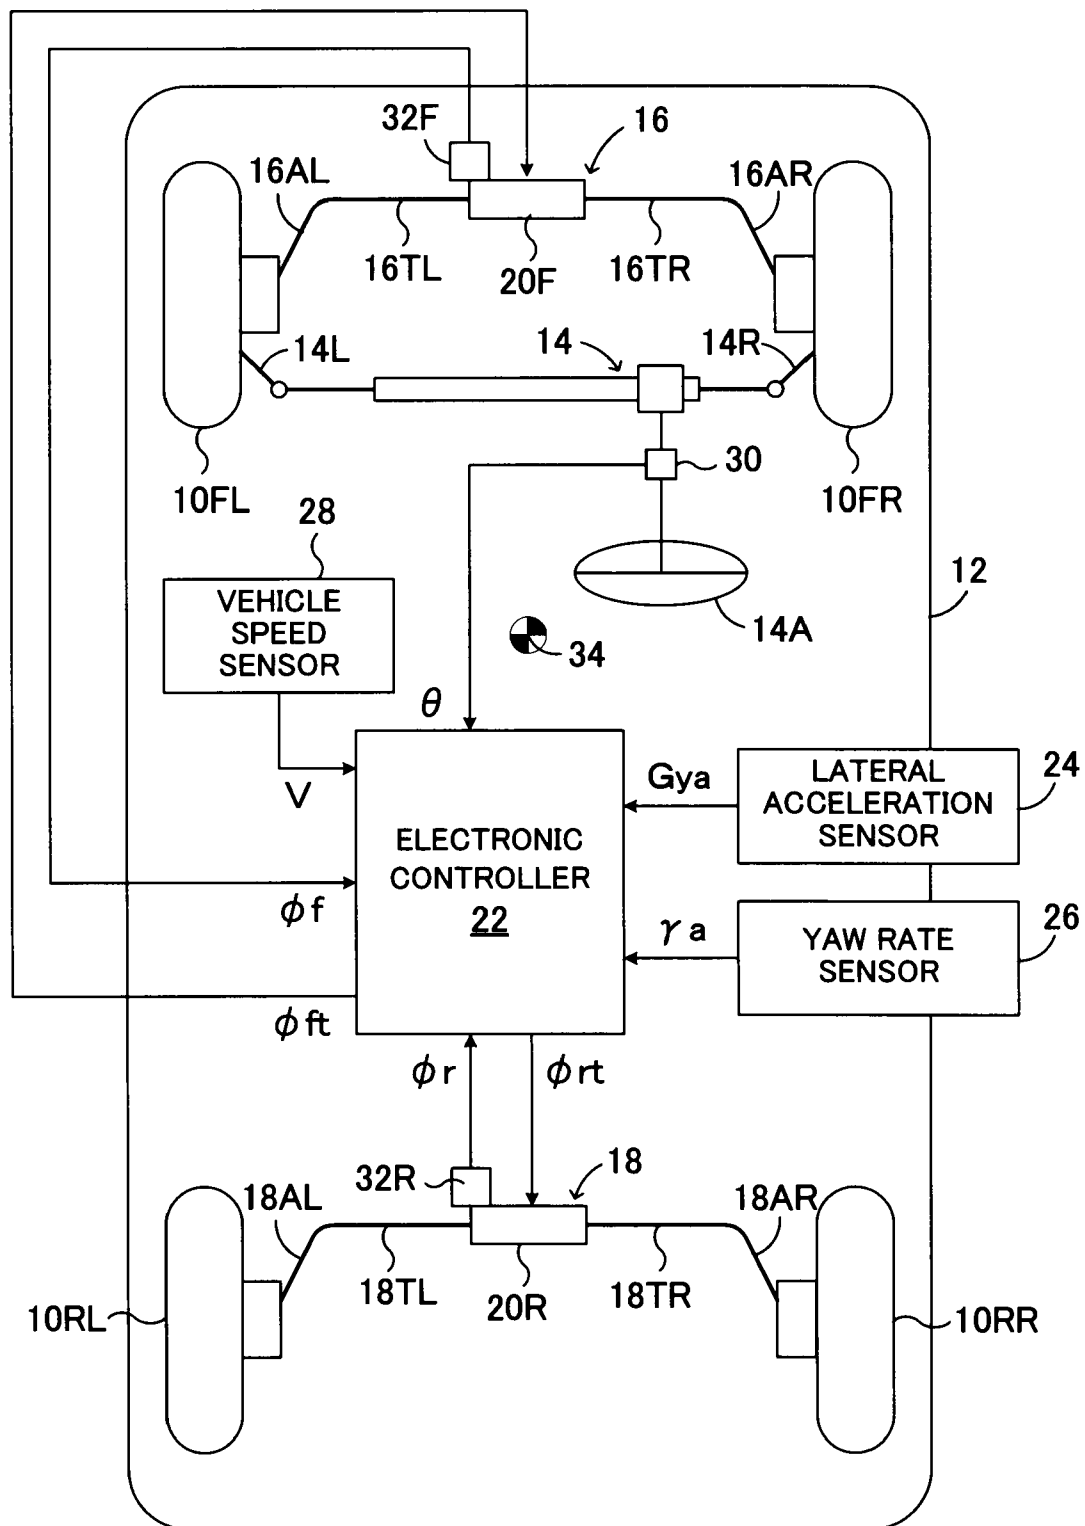 32F
16
16AL
16AR
16TL
20F
16TR
14L
14
14R
30
10FL
10FR
28
VEHICLE
SPEED
SENSOR
12
14A
34
θ
V
Gya
LATERAL
ACCELERATION
SENSOR
24
ELECTRONIC
CONTROLLER
22
φf
γa
YAW RATE
SENSOR
26
φft
φr
φrt
32R
18
18AL
18AR
18TL
20R
18TR
10RL
10RR